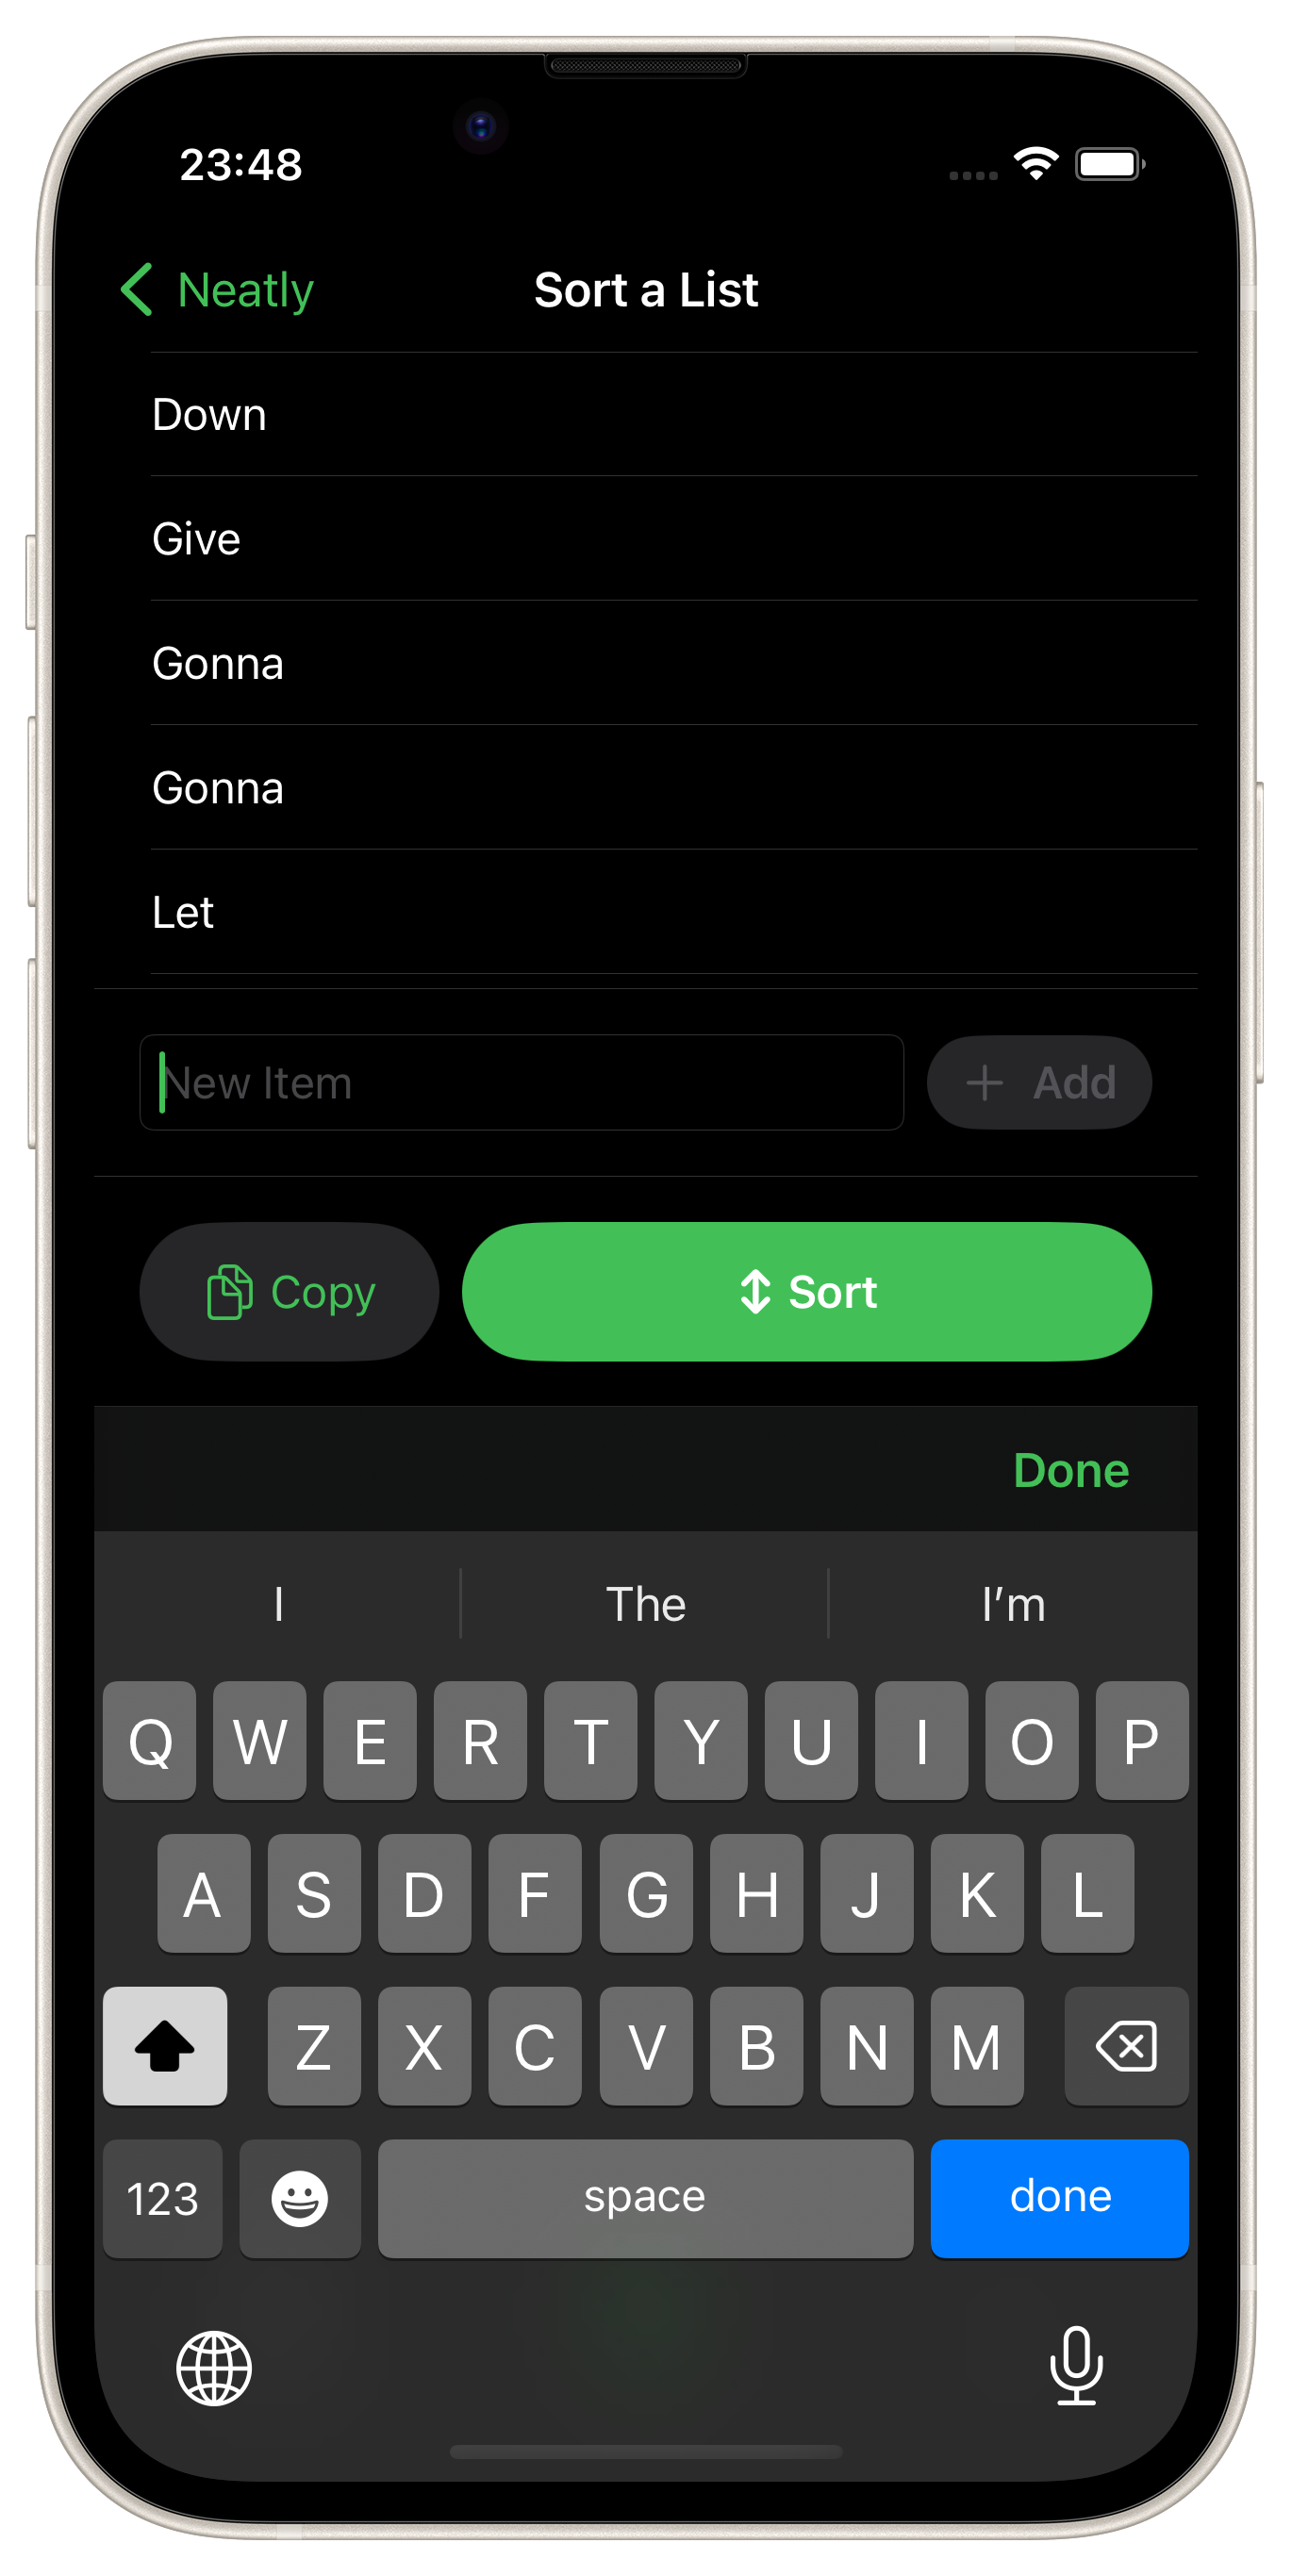 23:48
Neatly Sort a List
Down
Give
Gonna
Gonna
Let
New Item Add
Copy Sort
Done
I The I’m
Q W E R T Y U I O P
A S D F G H J K L
Z X C V B N M
123 space done